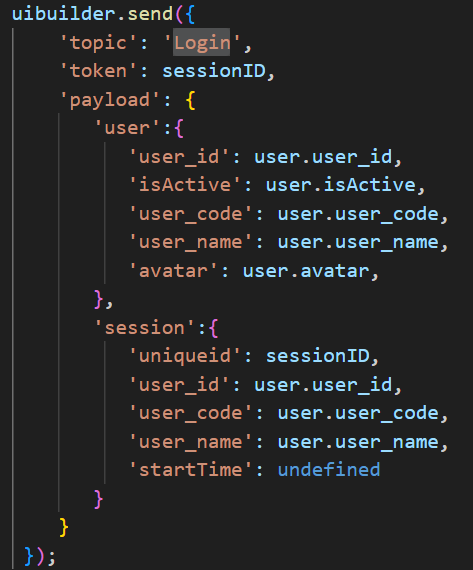 uibuilder.send({
    'topic': 'Login',
    'token': sessionID,
    'payload': {
        'user':{
            'user_id': user.user_id,
            'isActive': user.isActive,
            'user_code': user.user_code,
            'user_name': user.user_name,
            'avatar': user.avatar,
        },
        'session':{
            'uniqueid': sessionID,
            'user_id': user.user_id,
            'user_code': user.user_code,
            'user_name': user.user_name,
            'startTime': undefined
        }
    }
});